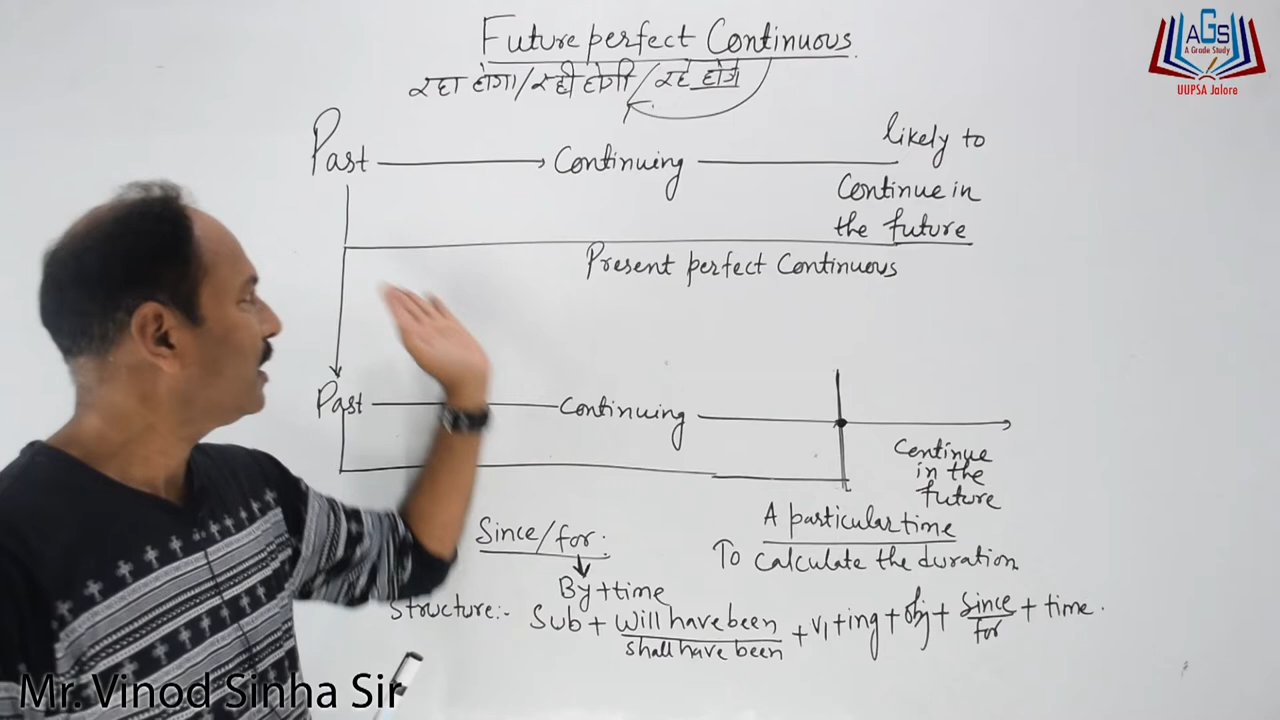 Future perfect Continuous
रहा होगा/रही होगी/रहे होंगे
Past Continuing likely to
Continue in
the future
Present perfect Continuous
Past Continuing
Continue
in the
future
A particular time
To calculate the duration
Since/for:
By+time
Structure:- Sub + will have been + V1 + ing + obj + Since + time.
shall have been for
AGS
A Grade Study
UUPSA Jalore
Mr. Vinod Sinha Sir